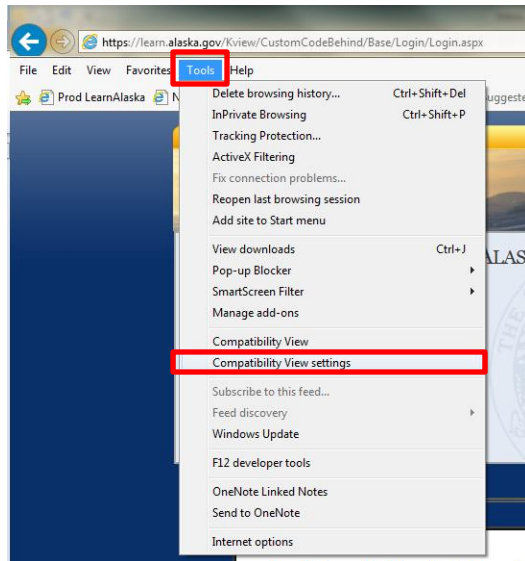 https://learn.alaska.gov/Kview/CustomCodeBehind/Base/Login/Login.aspx
File Edit View Favorites Tools Help
Prod LearnAlaska
Delete browsing history... Ctrl+Shift+Del
InPrivate Browsing Ctrl+Shift+P
Tracking Protection...
ActiveX Filtering
Fix connection problems...
Reopen last browsing session
Add site to Start menu
View downloads Ctrl+J
Pop-up Blocker
SmartScreen Filter
Manage add-ons
Compatibility View
Compatibility View settings
Subscribe to this feed...
Feed discovery
Windows Update
F12 developer tools
OneNote Linked Notes
Send to OneNote
Internet options
ALAS
THE